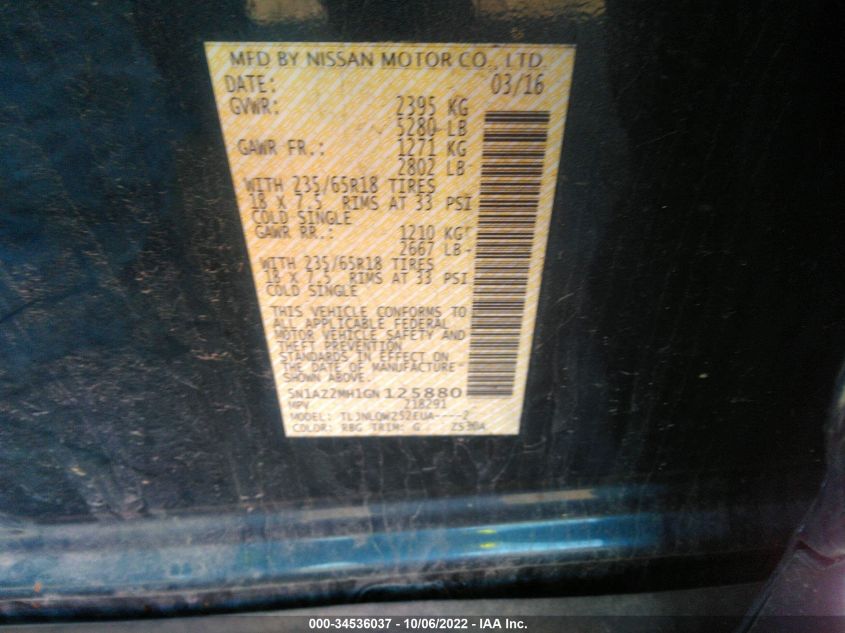 MFD BY NISSAN MOTOR CO., LTD.
DATE: 03/16
GVWR: 2395 KG
5280 LB
GAWR FR.: 1271 KG
2802 LB
WITH 235/65R18 TIRES
18 X 7.5 RIMS AT 33 PSI
COLD SINGLE
GAWR RR.: 1210 KG
2667 LB
WITH 235/65R18 TIRES
18 X 7.5 RIMS AT 33 PSI
COLD SINGLE
THIS VEHICLE CONFORMS TO
ALL APPLICABLE FEDERAL
MOTOR VEHICLE SAFETY AND
THEFT PREVENTION
STANDARDS IN EFFECT ON
THE DATE OF MANUFACTURE
SHOWN ABOVE.
5N1AZ2MH1GN125880
MPV 218291
MODEL: TLJNLQWZ52EUA----Z
COLOR: RBG TRIM: G Z530A
000-34536037 - 10/06/2022 - IAA Inc.